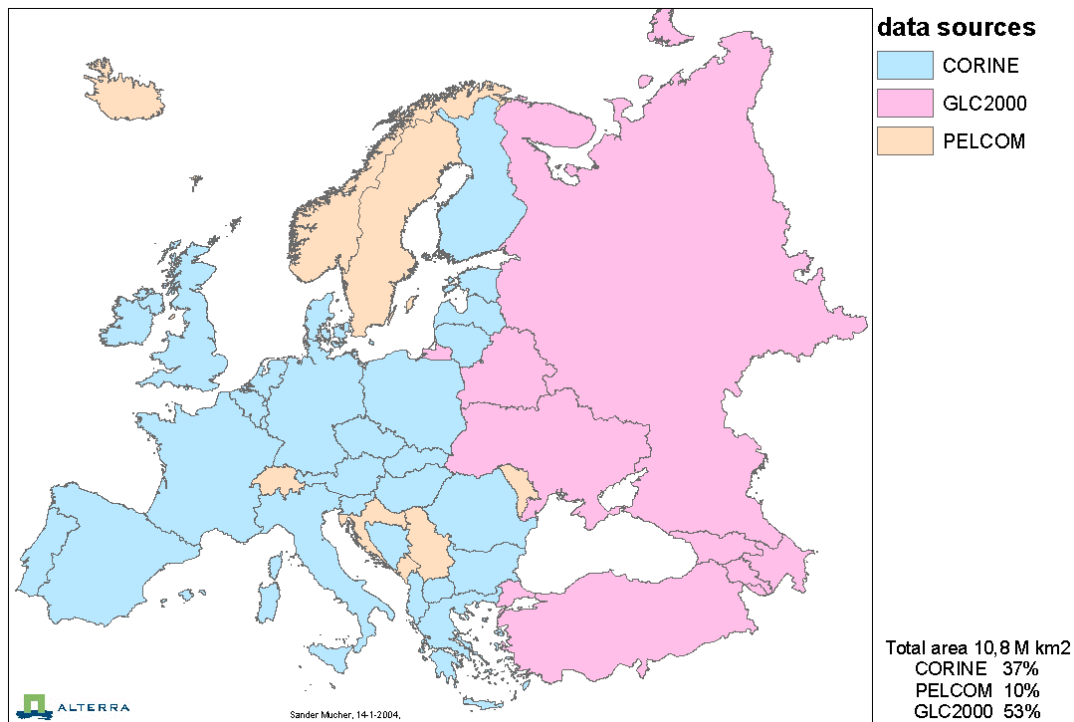 data sources
CORINE
GLC2000
PELCOM
Total area 10,8 M km2
CORINE 37%
PELCOM 10%
GLC2000 53%
ALTERRA
Sander Mucher, 14-1-2004,